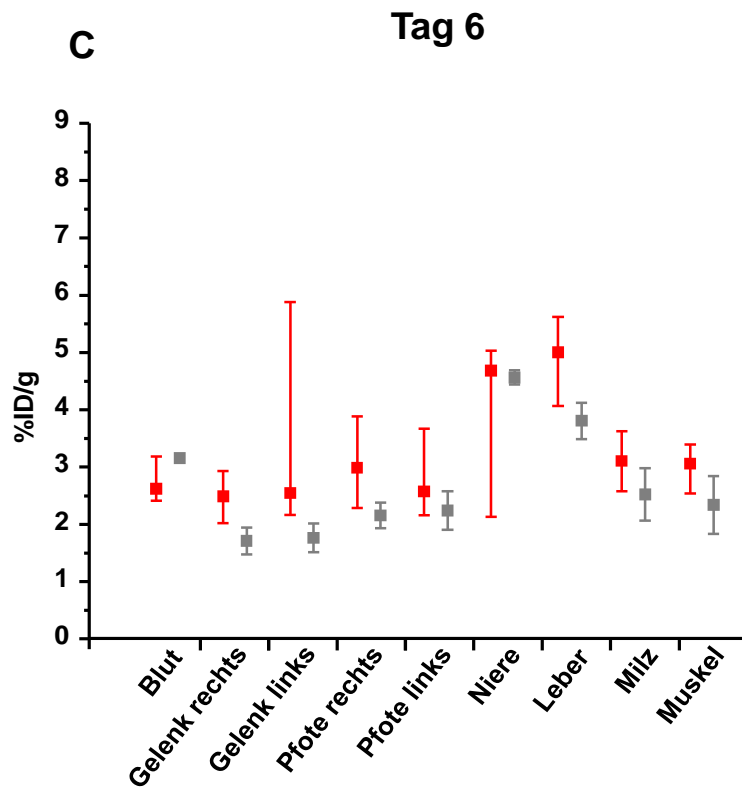 Tag 6
C
9
8
7
6
5
4
3
2
1
0
%ID/g
Blut
Gelenk rechts
Gelenk links
Pfote rechts
Pfote links
Niere
Leber
Milz
Muskel